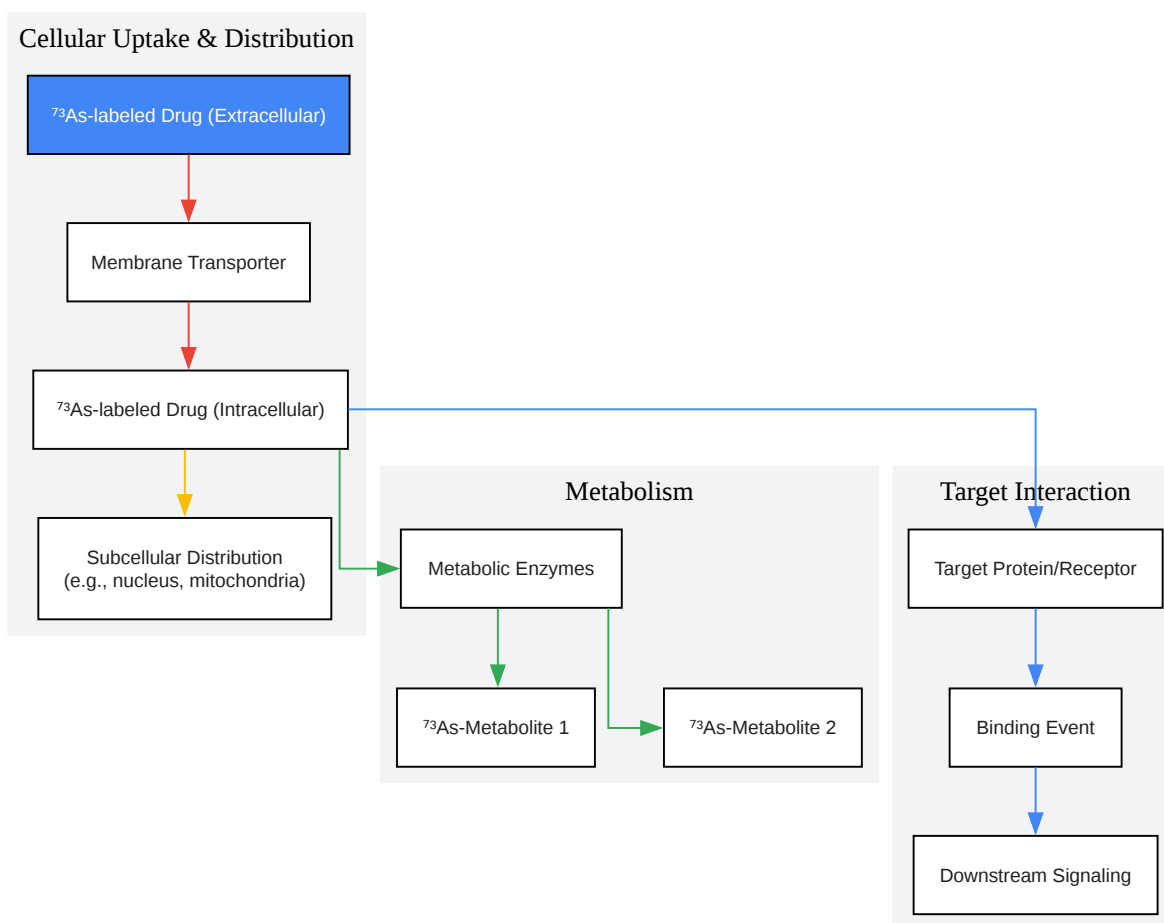 Cellular Uptake & Distribution
⁷³As-labeled Drug (Extracellular)
Membrane Transporter
⁷³As-labeled Drug (Intracellular)
Subcellular Distribution
(e.g., nucleus, mitochondria)
Metabolism
Metabolic Enzymes
⁷³As-Metabolite 1
⁷³As-Metabolite 2
Target Interaction
Target Protein/Receptor
Binding Event
Downstream Signaling